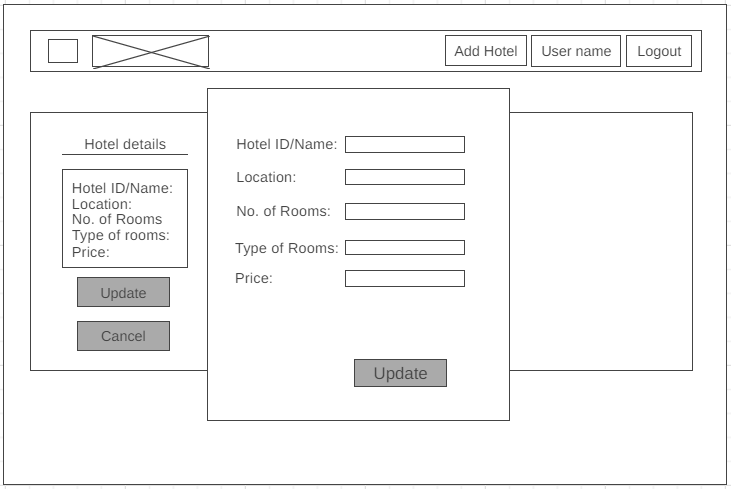 Add Hotel User name Logout
Hotel details
Hotel ID/Name:
Location:
No. of Rooms
Type of rooms:
Price:
Update
Cancel
Hotel ID/Name:
Location:
No. of Rooms:
Type of Rooms:
Price:
Update